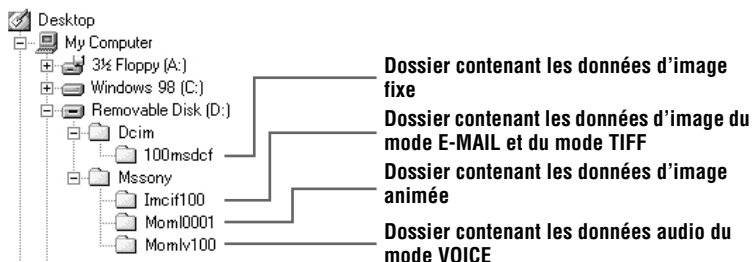 Desktop
My Computer
3½ Floppy (A:)
Windows 98 (C:)
Removable Disk (D:)
Dcim
100msdcf
Mssony
Imcif100
Moml0001
Momlv100
Dossier contenant les données d’image
fixe
Dossier contenant les données d’image du
mode E-MAIL et du mode TIFF
Dossier contenant les données d’image
animée
Dossier contenant les données audio du
mode VOICE